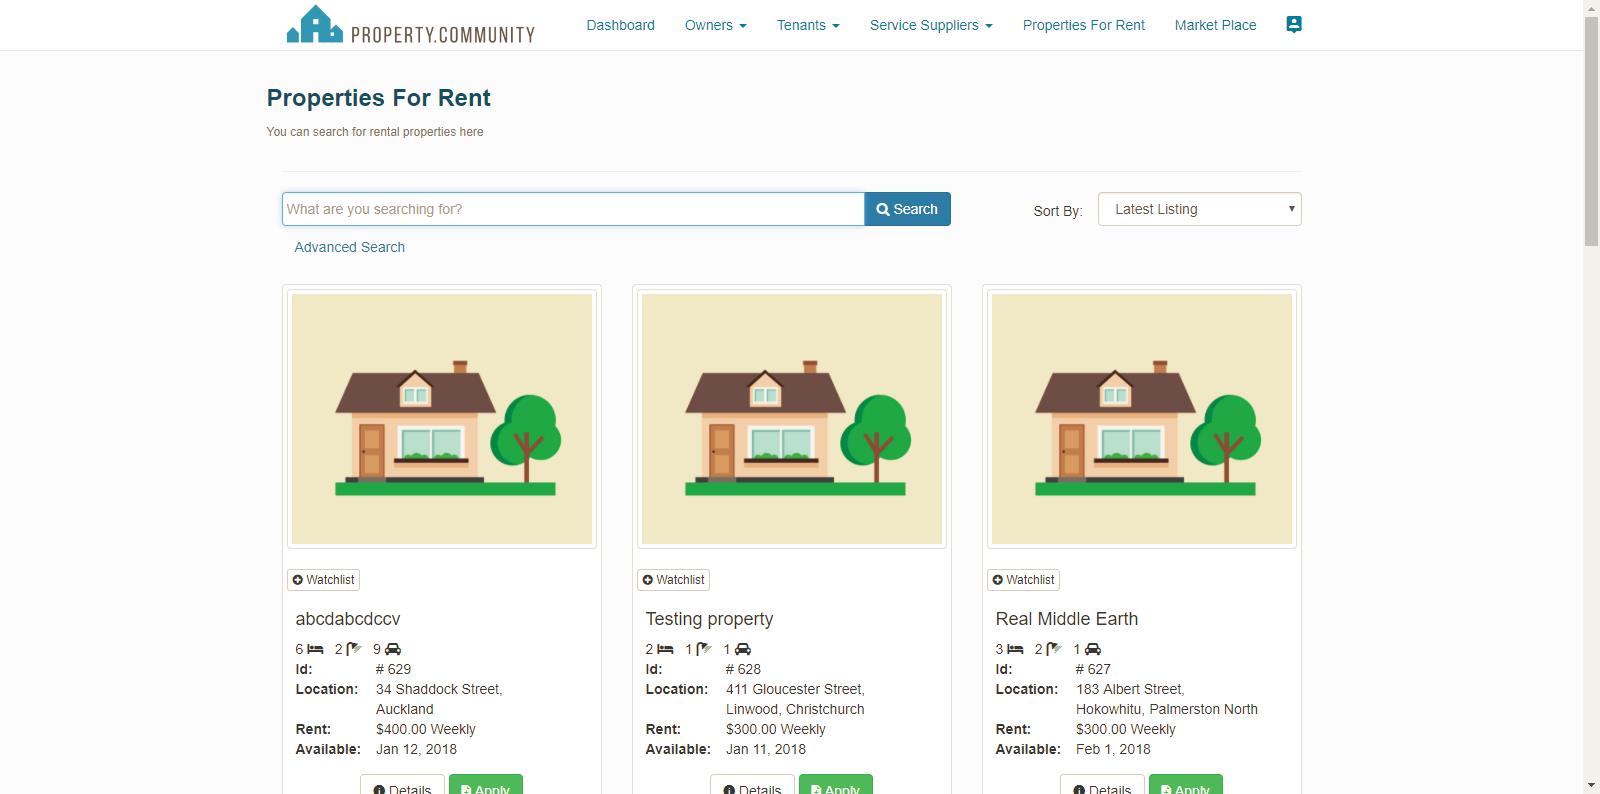 PROPERTY.COMMUNITY Dashboard Owners Tenants Service Suppliers Properties For Rent Market Place
Properties For Rent
You can search for rental properties here
What are you searching for? Search Sort By: Latest Listing
Advanced Search
Watchlist Watchlist Watchlist
abcdabcdccv Testing property Real Middle Earth
6 2 9 2 1 1 3 2 1
Id: # 629 Id: # 628 Id: # 627
Location: 34 Shaddock Street, Location: 411 Gloucester Street, Location: 183 Albert Street,
Auckland Linwood, Christchurch Hokowhitu, Palmerston North
Rent: $400.00 Weekly Rent: $300.00 Weekly Rent: $300.00 Weekly
Available: Jan 12, 2018 Available: Jan 11, 2018 Available: Feb 1, 2018
Details Apply Details Apply Details Apply